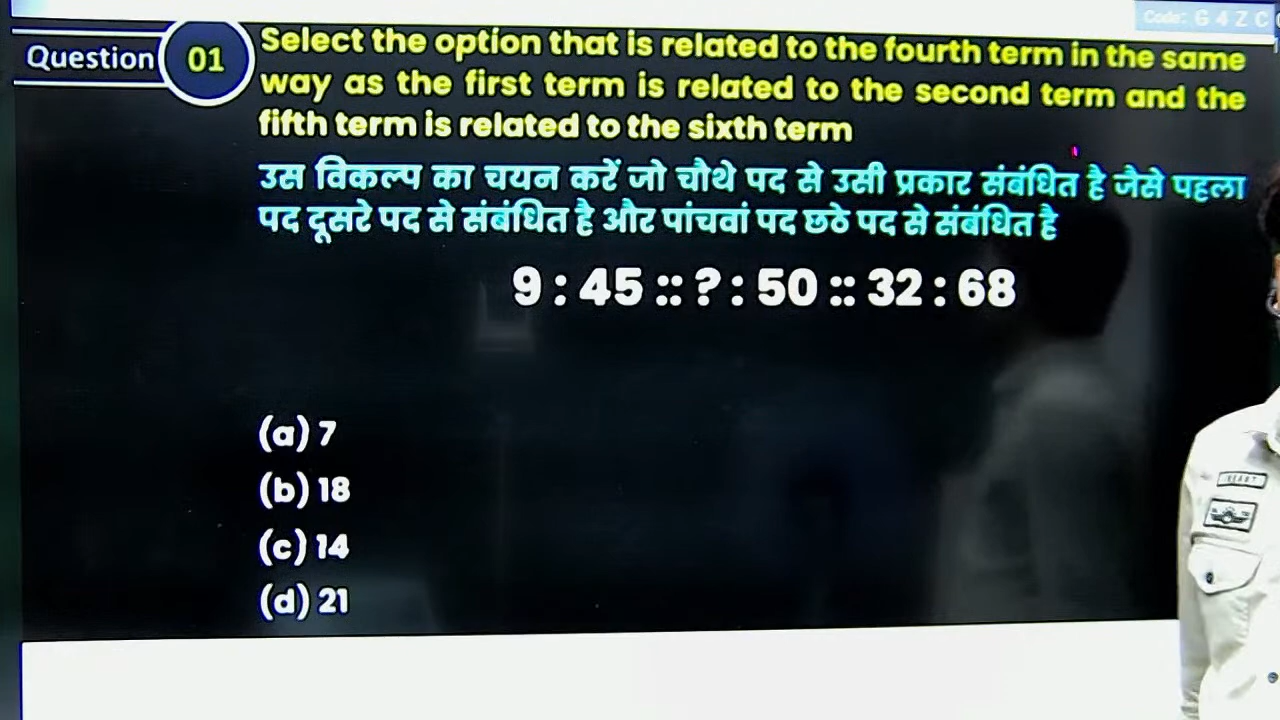 Code: G 4 Z C
Question 01
Select the option that is related to the fourth term in the same
way as the first term is related to the second term and the
fifth term is related to the sixth term
उस विकल्प का चयन करें जो चौथे पद से उसी प्रकार संबंधित है जैसे पहला
पद दूसरे पद से संबंधित है और पांचवां पद छठे पद से संबंधित है
9 : 45 :: ? : 50 :: 32 : 68
(a) 7
(b) 18
(c) 14
(d) 21